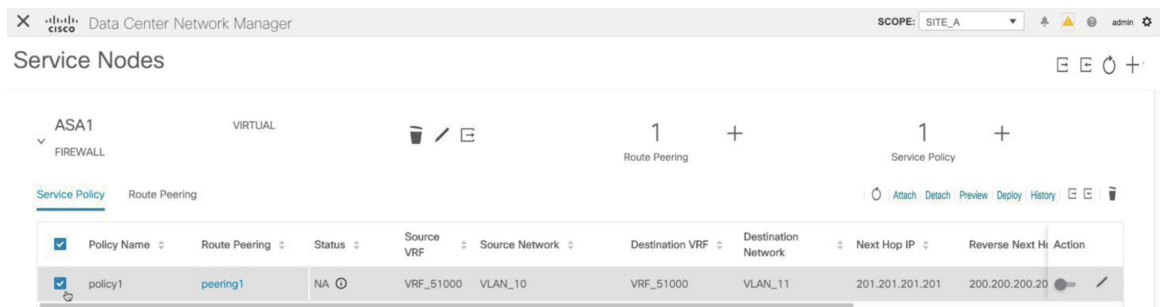 cisco Data Center Network Manager SCOPE: SITE_A admin
Service Nodes
ASA1 VIRTUAL 1 1
FIREWALL Route Peering Service Policy
Service Policy Route Peering Attach Detach Preview Deploy History
Policy Name Route Peering Status Source VRF Source Network Destination VRF Destination Network Next Hop IP Reverse Next Action
policy1 peering1 NA VRF_51000 VLAN_10 VRF_51000 VLAN_11 201.201.201.201 200.200.200.20